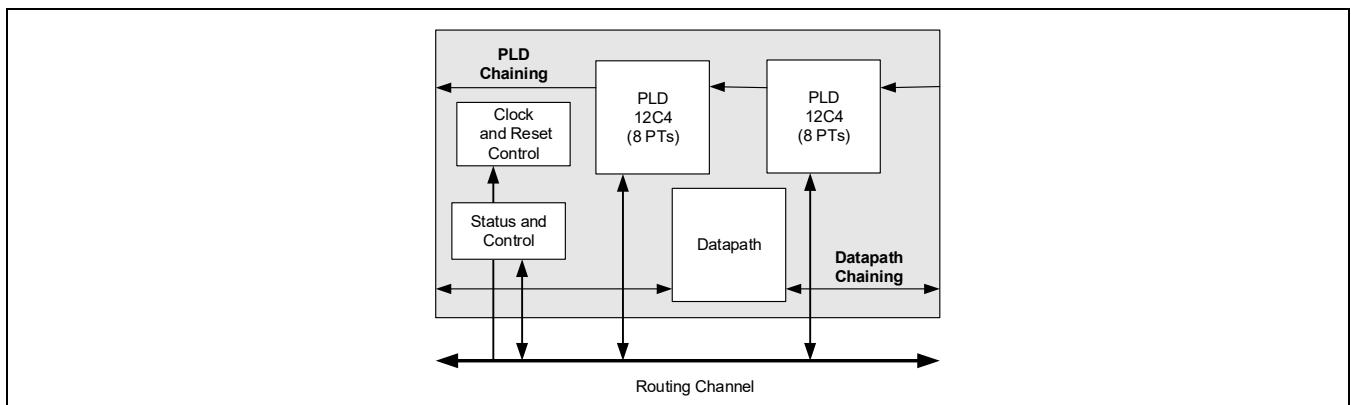 PLD
Chaining
PLD
12C4
(8 PTs)
PLD
12C4
(8 PTs)
Clock
and Reset
Control
Status and
Control
Datapath
Datapath
Chaining
Routing Channel